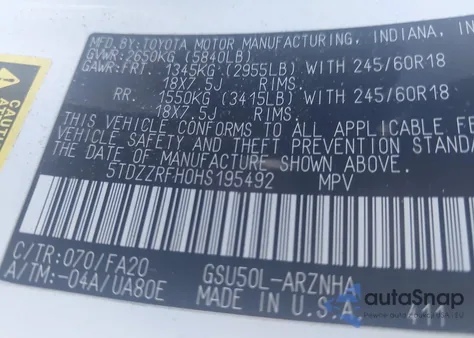 MFD. BY: TOYOTA MOTOR MANUFACTURING, INDIANA, IN
GVWR: 2650KG (5840LB)
GAWR: FRT. 1345KG (2955LB) WITH 245/60R18
18X7.5J RIMS.
RR. 1550KG (3415LB) WITH 245/60R18
18X7.5J RIMS.
THIS VEHICLE CONFORMS TO ALL APPLICABLE FE
VEHICLE SAFETY AND THEFT PREVENTION STANDA
THE DATE OF MANUFACTURE SHOWN ABOVE.
5TDZZRFH0HS195492 MPV
C/TR: 070/FA20
A/TM: -04A/UA80E
GSU50L-ARZNHA
MADE IN U.S.A.
CAUTI
autoSnap